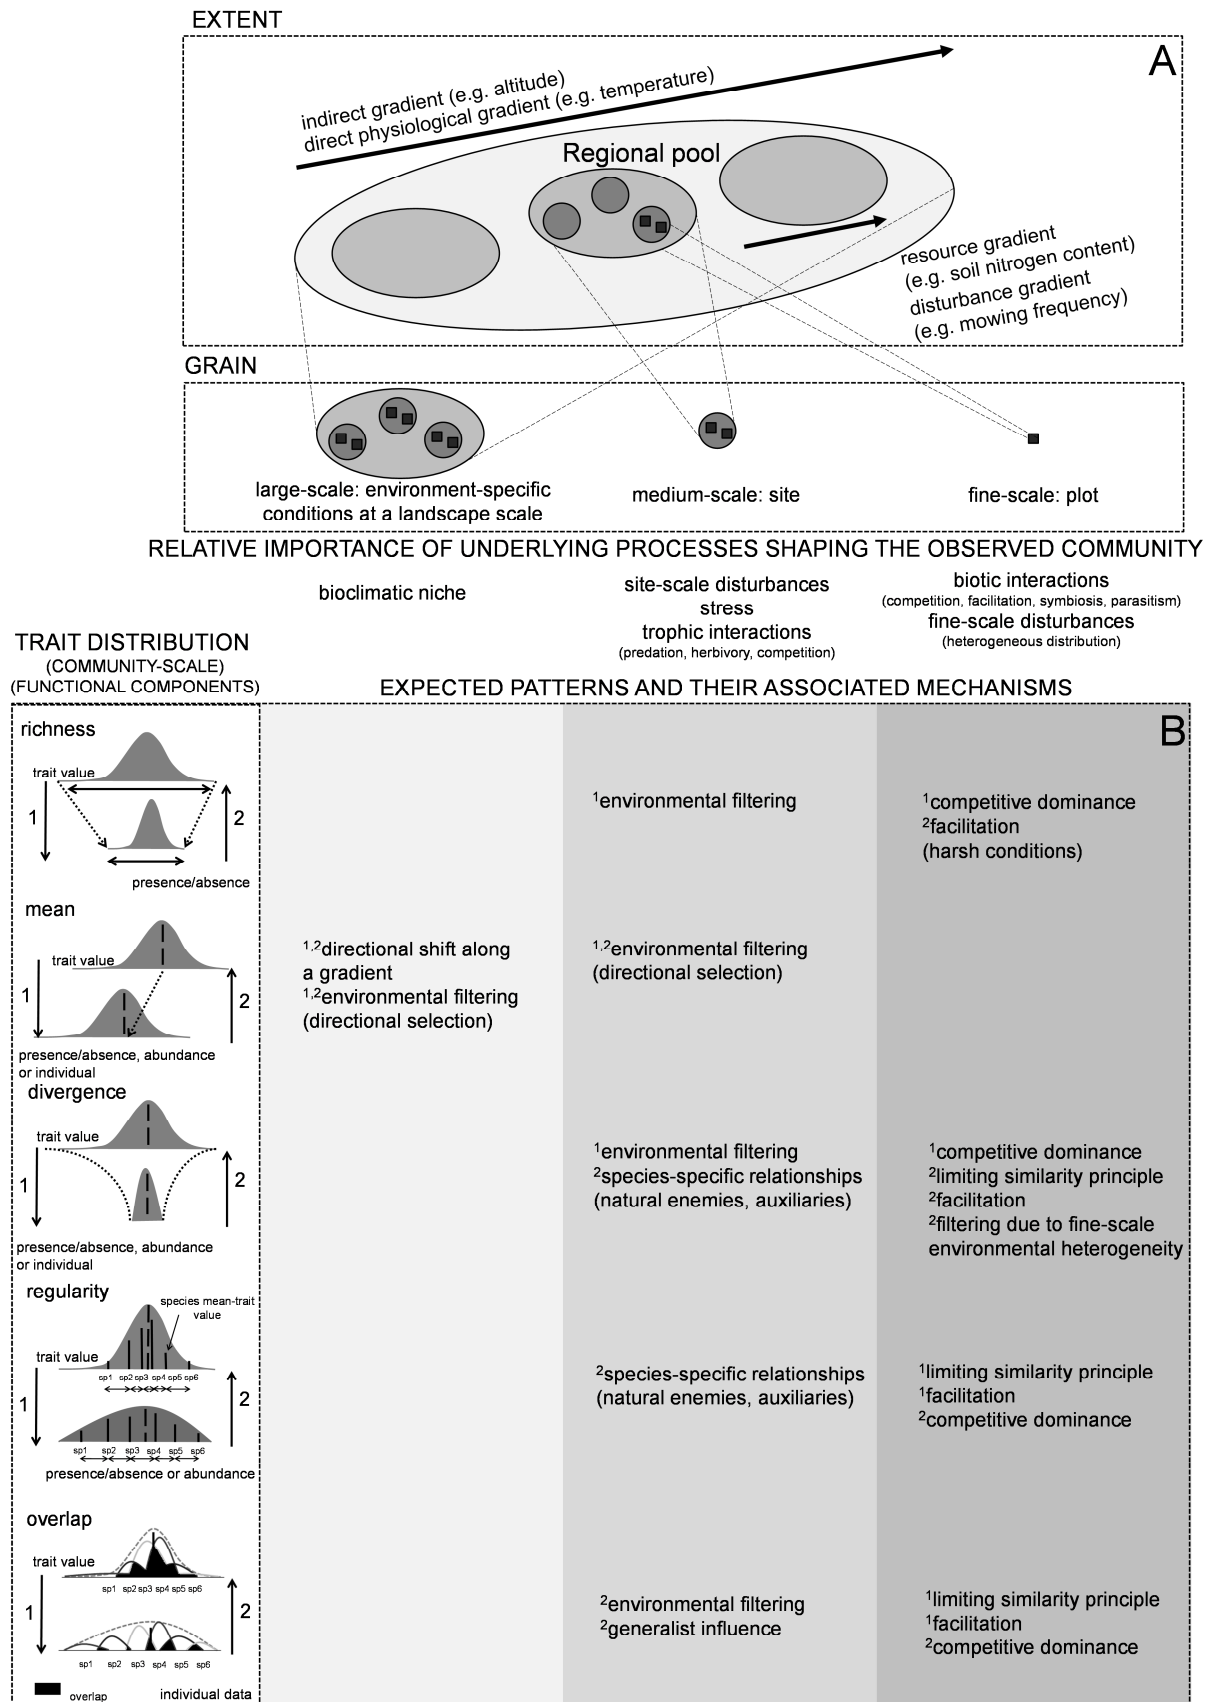 EXTENT
A
indirect gradient (e.g. altitude)
direct physiological gradient (e.g. temperature)
Regional pool
resource gradient
(e.g. soil nitrogen content)
disturbance gradient
(e.g. mowing frequency)
GRAIN
large-scale: environment-specific
conditions at a landscape scale
medium-scale: site
fine-scale: plot
RELATIVE IMPORTANCE OF UNDERLYING PROCESSES SHAPING THE OBSERVED COMMUNITY
bioclimatic niche
site-scale disturbances
stress
trophic interactions
(predation, herbivory, competition)
biotic interactions
(competition, facilitation, symbiosis, parasitism)
fine-scale disturbances
(heterogeneous distribution)
TRAIT DISTRIBUTION
(COMMUNITY-SCALE)
(FUNCTIONAL COMPONENTS)
EXPECTED PATTERNS AND THEIR ASSOCIATED MECHANISMS
B
richness
trait value
1
2
presence/absence
¹environmental filtering
¹competitive dominance
²facilitation
(harsh conditions)
mean
trait value
1
2
presence/absence, abundance
or individual
¹,²directional shift along
a gradient
¹,²environmental filtering
(directional selection)
¹,²environmental filtering
(directional selection)
divergence
trait value
1
2
presence/absence, abundance
or individual
¹environmental filtering
²species-specific relationships
(natural enemies, auxiliaries)
¹competitive dominance
²limiting similarity principle
²facilitation
²filtering due to fine-scale
environmental heterogeneity
regularity
species mean-trait
value
trait value
sp1 sp2 sp3 sp4 sp5 sp6
1
2
sp1 sp2 sp3 sp4 sp5 sp6
presence/absence or abundance
²species-specific relationships
(natural enemies, auxiliaries)
¹limiting similarity principle
¹facilitation
²competitive dominance
overlap
trait value
sp1 sp2 sp3 sp4 sp5 sp6
1
2
sp1 sp2 sp3 sp4 sp5 sp6
overlap
individual data
²environmental filtering
²generalist influence
¹limiting similarity principle
¹facilitation
²competitive dominance